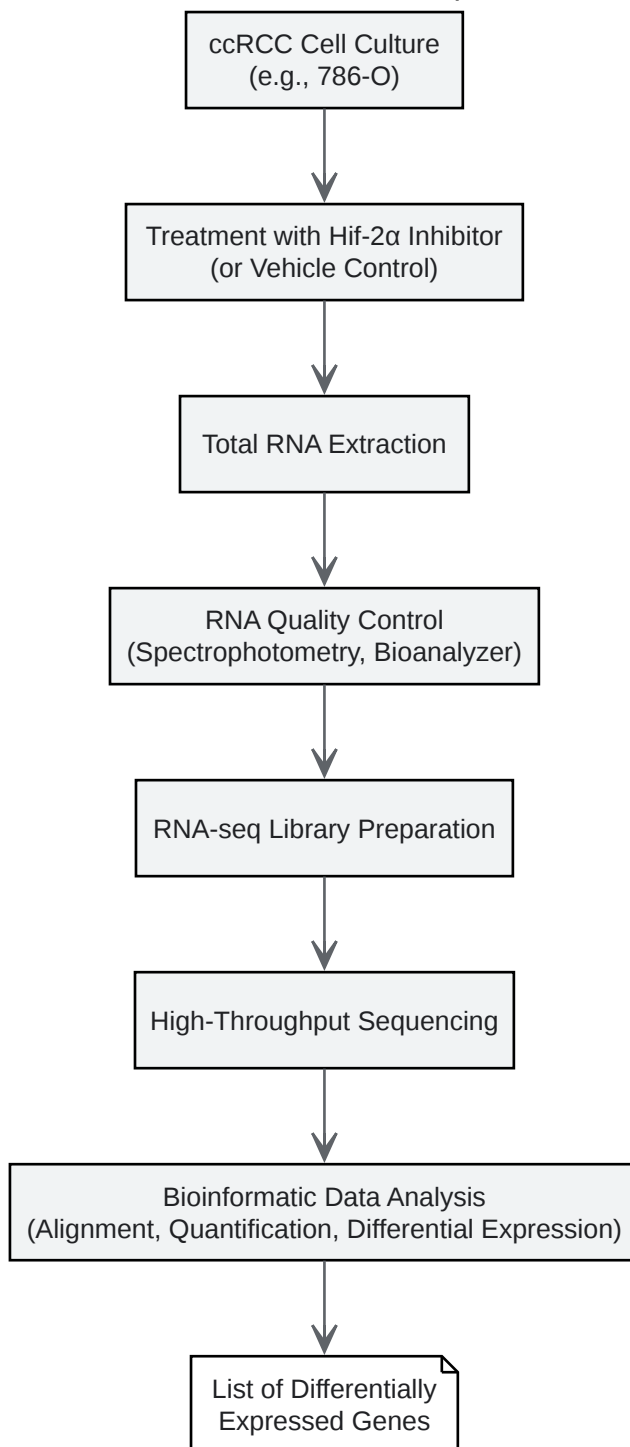 ccRCC Cell Culture
(e.g., 786-O)
Treatment with Hif-2α Inhibitor
(or Vehicle Control)
Total RNA Extraction
RNA Quality Control
(Spectrophotometry, Bioanalyzer)
RNA-seq Library Preparation
High-Throughput Sequencing
Bioinformatic Data Analysis
(Alignment, Quantification, Differential Expression)
List of Differentially
Expressed Genes